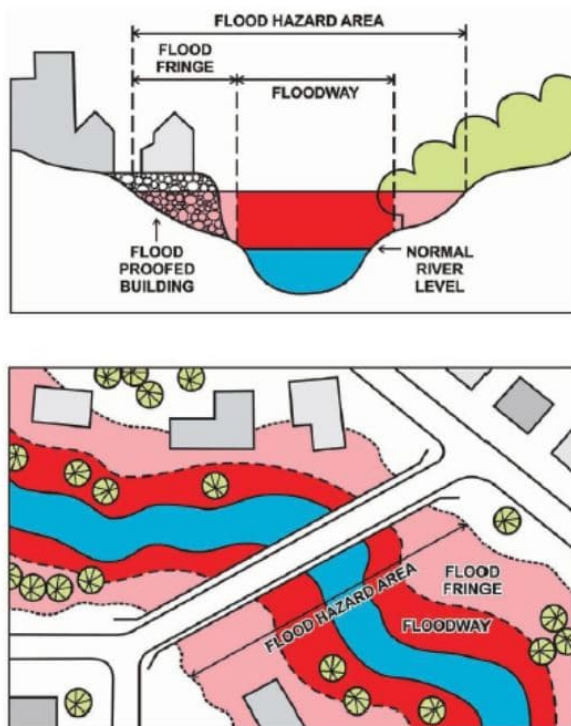 FLOOD HAZARD AREA
FLOOD
FRINGE
FLOODWAY
FLOOD
PROOFED
BUILDING
NORMAL
RIVER
LEVEL
FLOOD
FRINGE
FLOODWAY
FLOOD HAZARD AREA